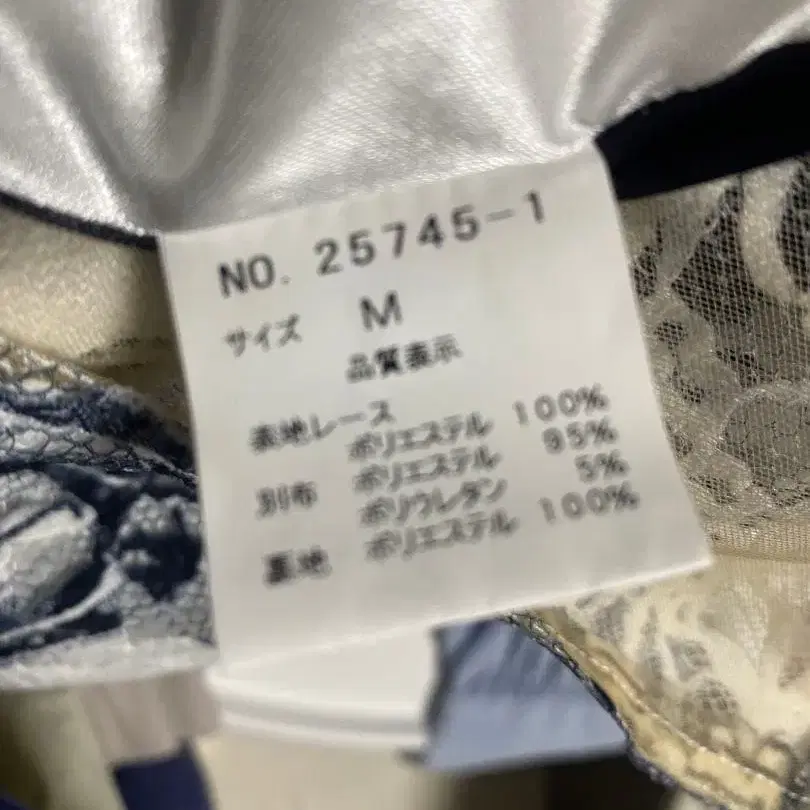 NO. 25745-1
サイズ M
品質表示
表地レース
ポリエステル 100%
別布 ポリエステル 95%
ポリウレタン 5%
裏地 ポリエステル 100%